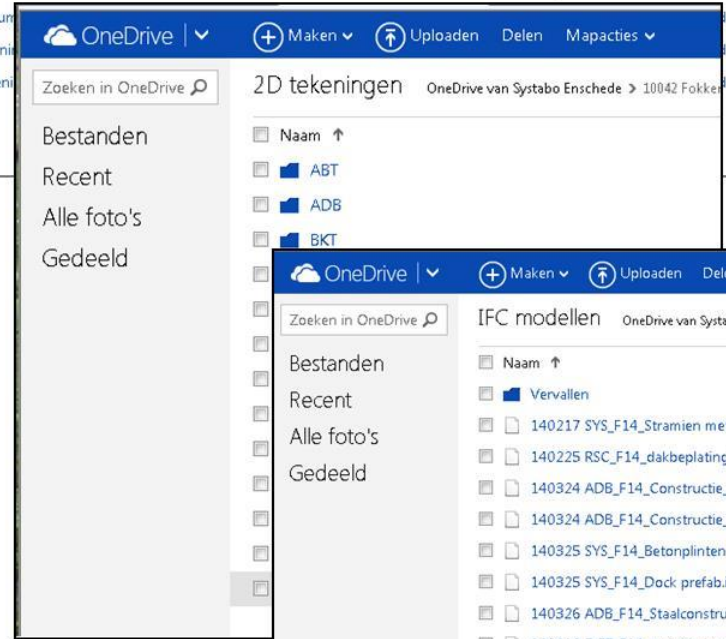 OneDrive Maken Uploaden Delen Mapacties
Zoeken in OneDrive
2D tekeningen OneDrive van Systabo Enschede > 10042 Fokker
Bestanden
Recent
Alle foto's
Gedeeld
Naam
ABT
ADB
BKT
OneDrive Maken Uploaden
Zoeken in OneDrive
IFC modellen OneDrive van
Bestanden
Recent
Alle foto's
Gedeeld
Naam
Vervallen
140217 SYS_F14_Stramien
140225 RSC_F14_dakbeplating
140324 ADB_F14_Constructie_
140324 ADB_F14_Constructie_
140325 SYS_F14_Betonplinten
140325 SYS_F14_Dock prefab.
140326 ADB_F14_Staalconstru